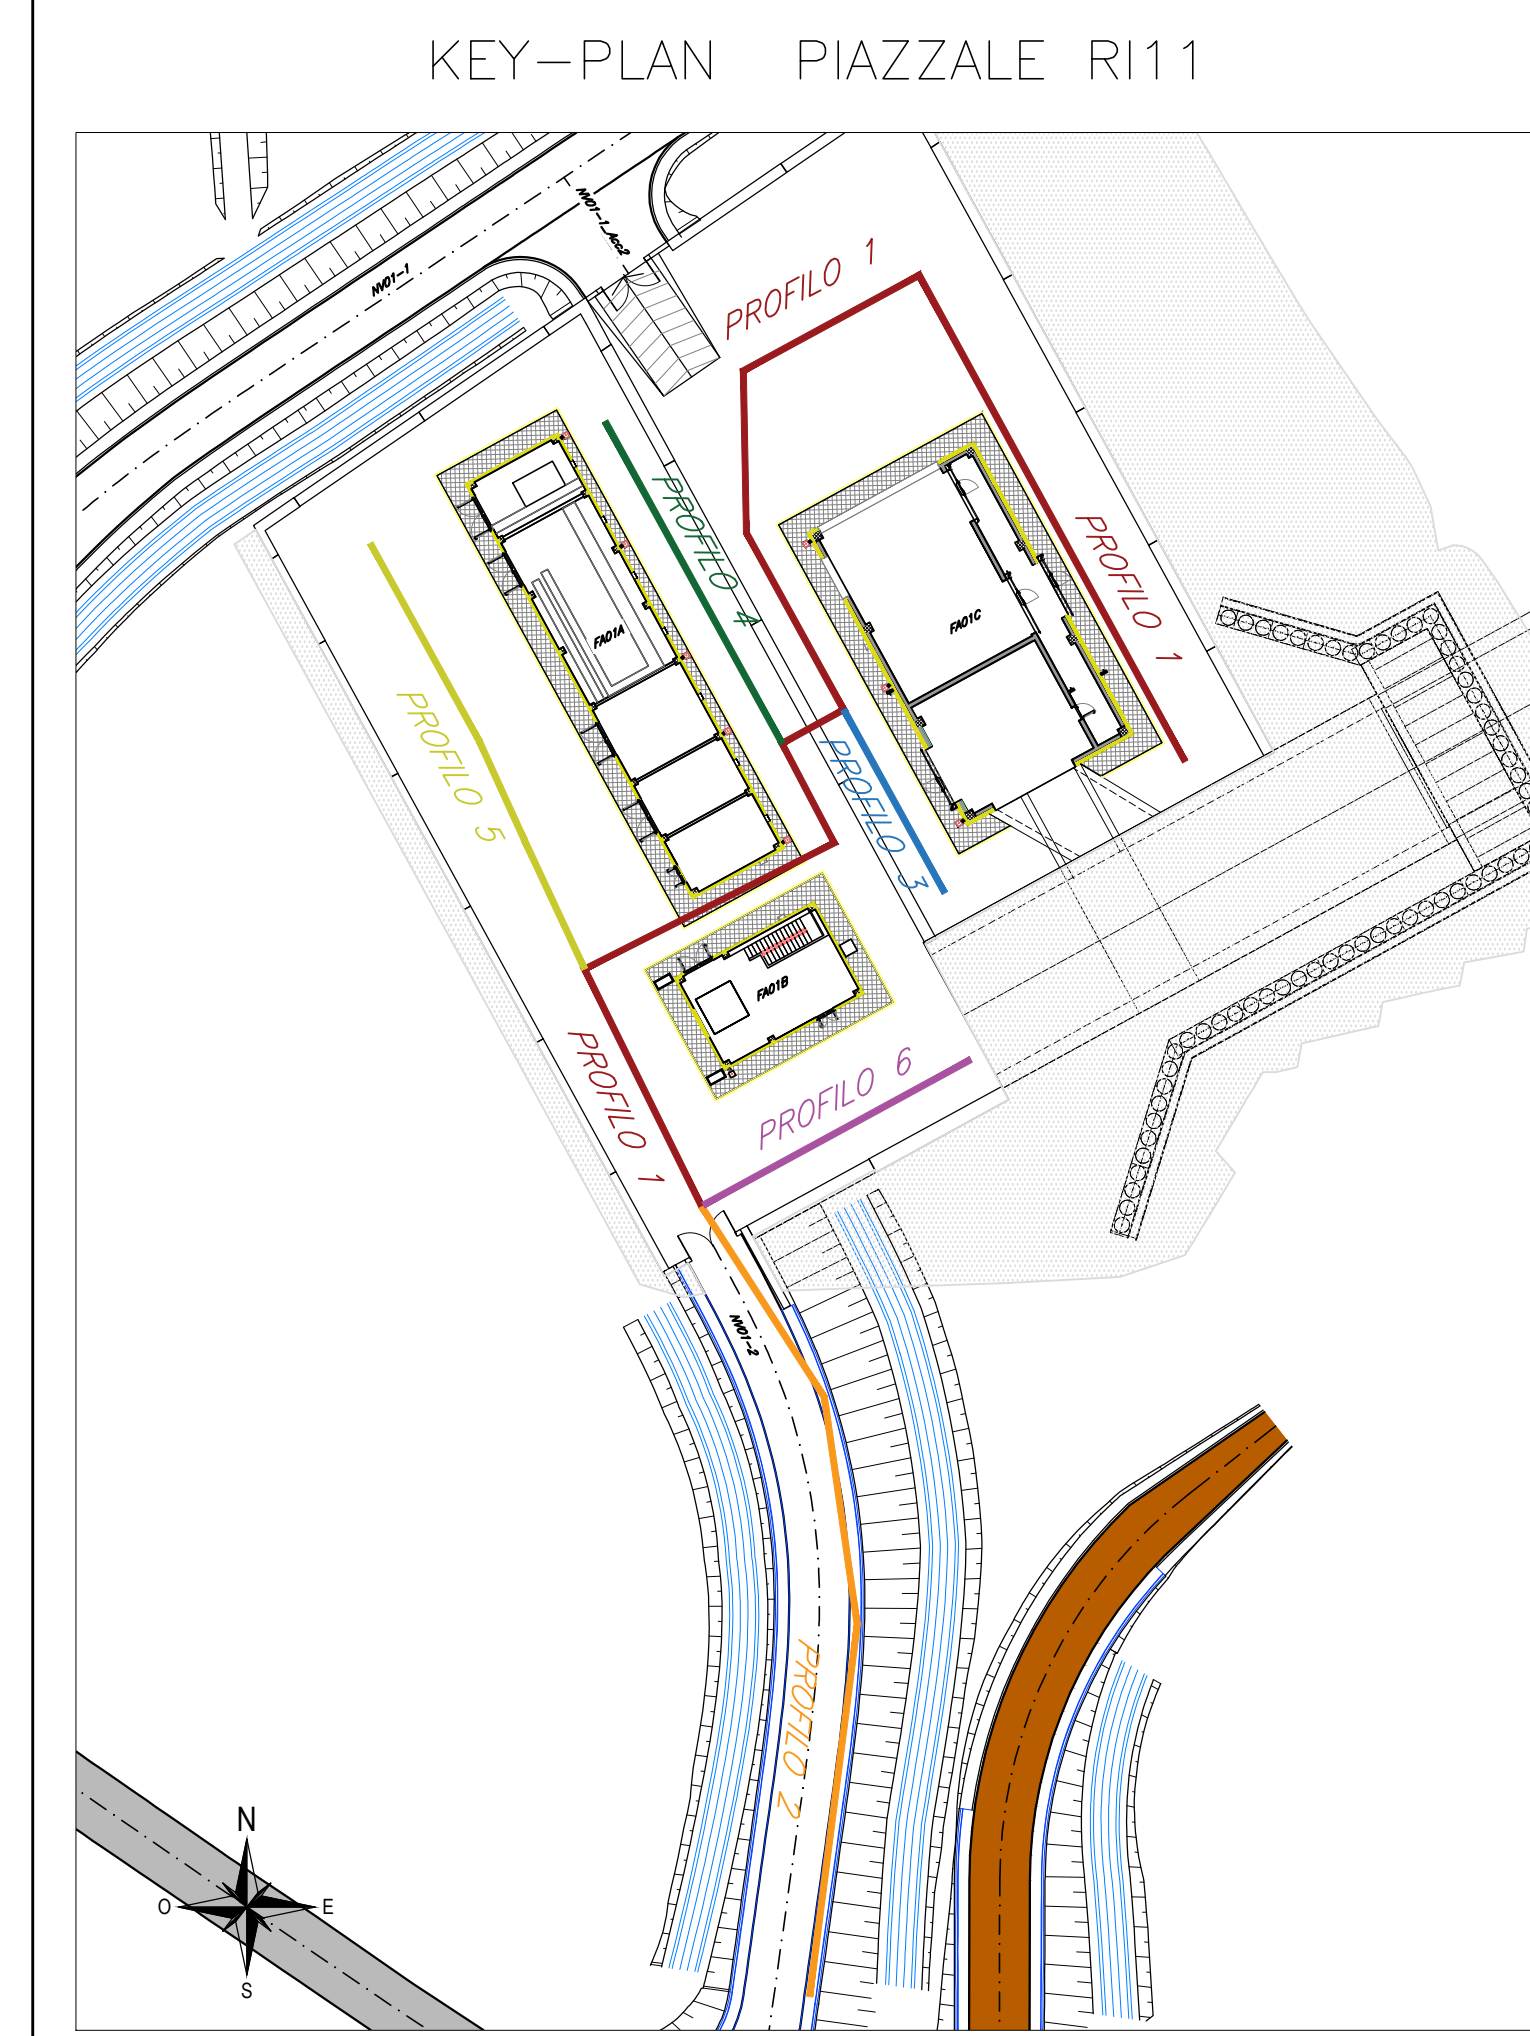 KEY-PLAN PIAZZALE RI11
NV01-1_Acc2
NV01-1
PROFILO 1
PROFILO 4
PROFILO 1
FA01A
FA01C
PROFILO 5
PROFILO 3
FA01B
PROFILO 1
PROFILO 6
NV01-2
PROFILO 2
N
O
E
S